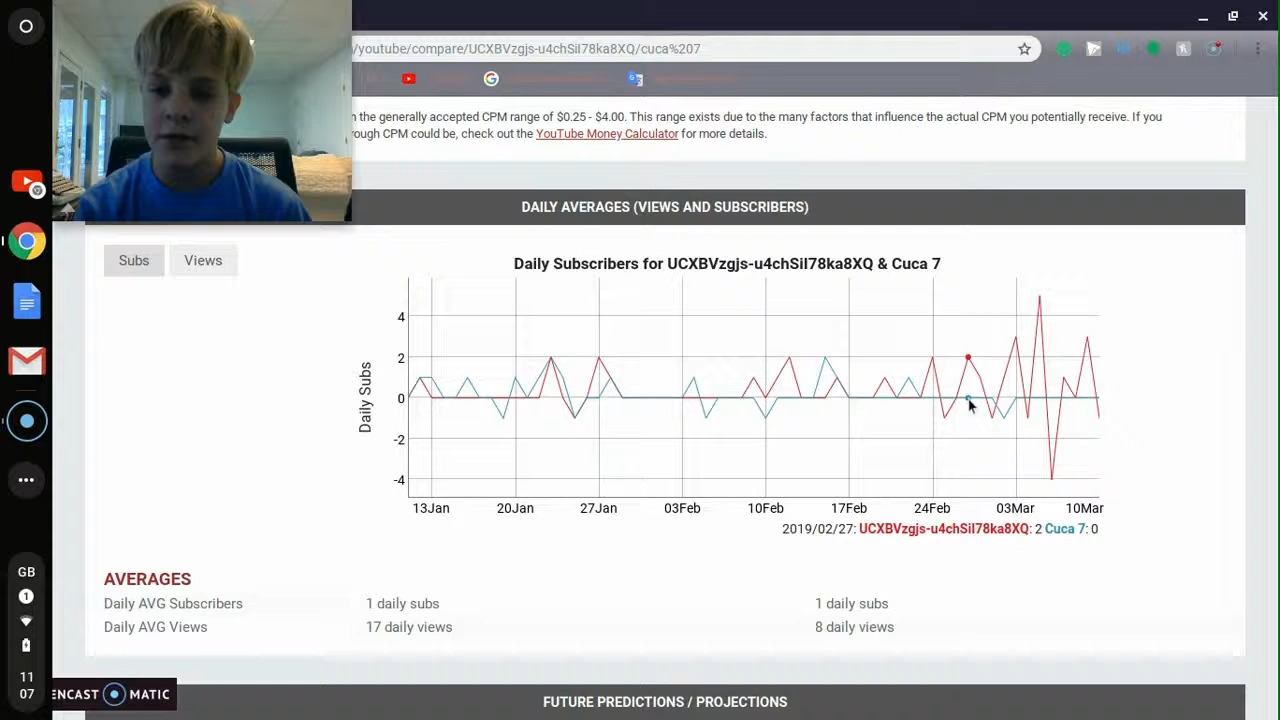 /youtube/compare/UCXBVzgjs-u4chSil78ka8XQ/cuca%207
n the generally accepted CPM range of $0.25 - $4.00. This range exists due to the many factors that influence the actual CPM you potentially receive. If you
rough CPM could be, check out the YouTube Money Calculator for more details.
DAILY AVERAGES (VIEWS AND SUBSCRIBERS)
Subs
Views
Daily Subscribers for UCXBVzgjs-u4chSil78ka8XQ & Cuca 7
Daily Subs
4
2
0
-2
-4
13Jan 20Jan 27Jan 03Feb 10Feb 17Feb 24Feb 03Mar 10Mar
2019/02/27: UCXBVzgjs-u4chSil78ka8XQ: 2 Cuca 7: 0
AVERAGES
Daily AVG Subscribers 1 daily subs 1 daily subs
Daily AVG Views 17 daily views 8 daily views
FUTURE PREDICTIONS / PROJECTIONS
GB
1
11
07
ENCAST MATIC